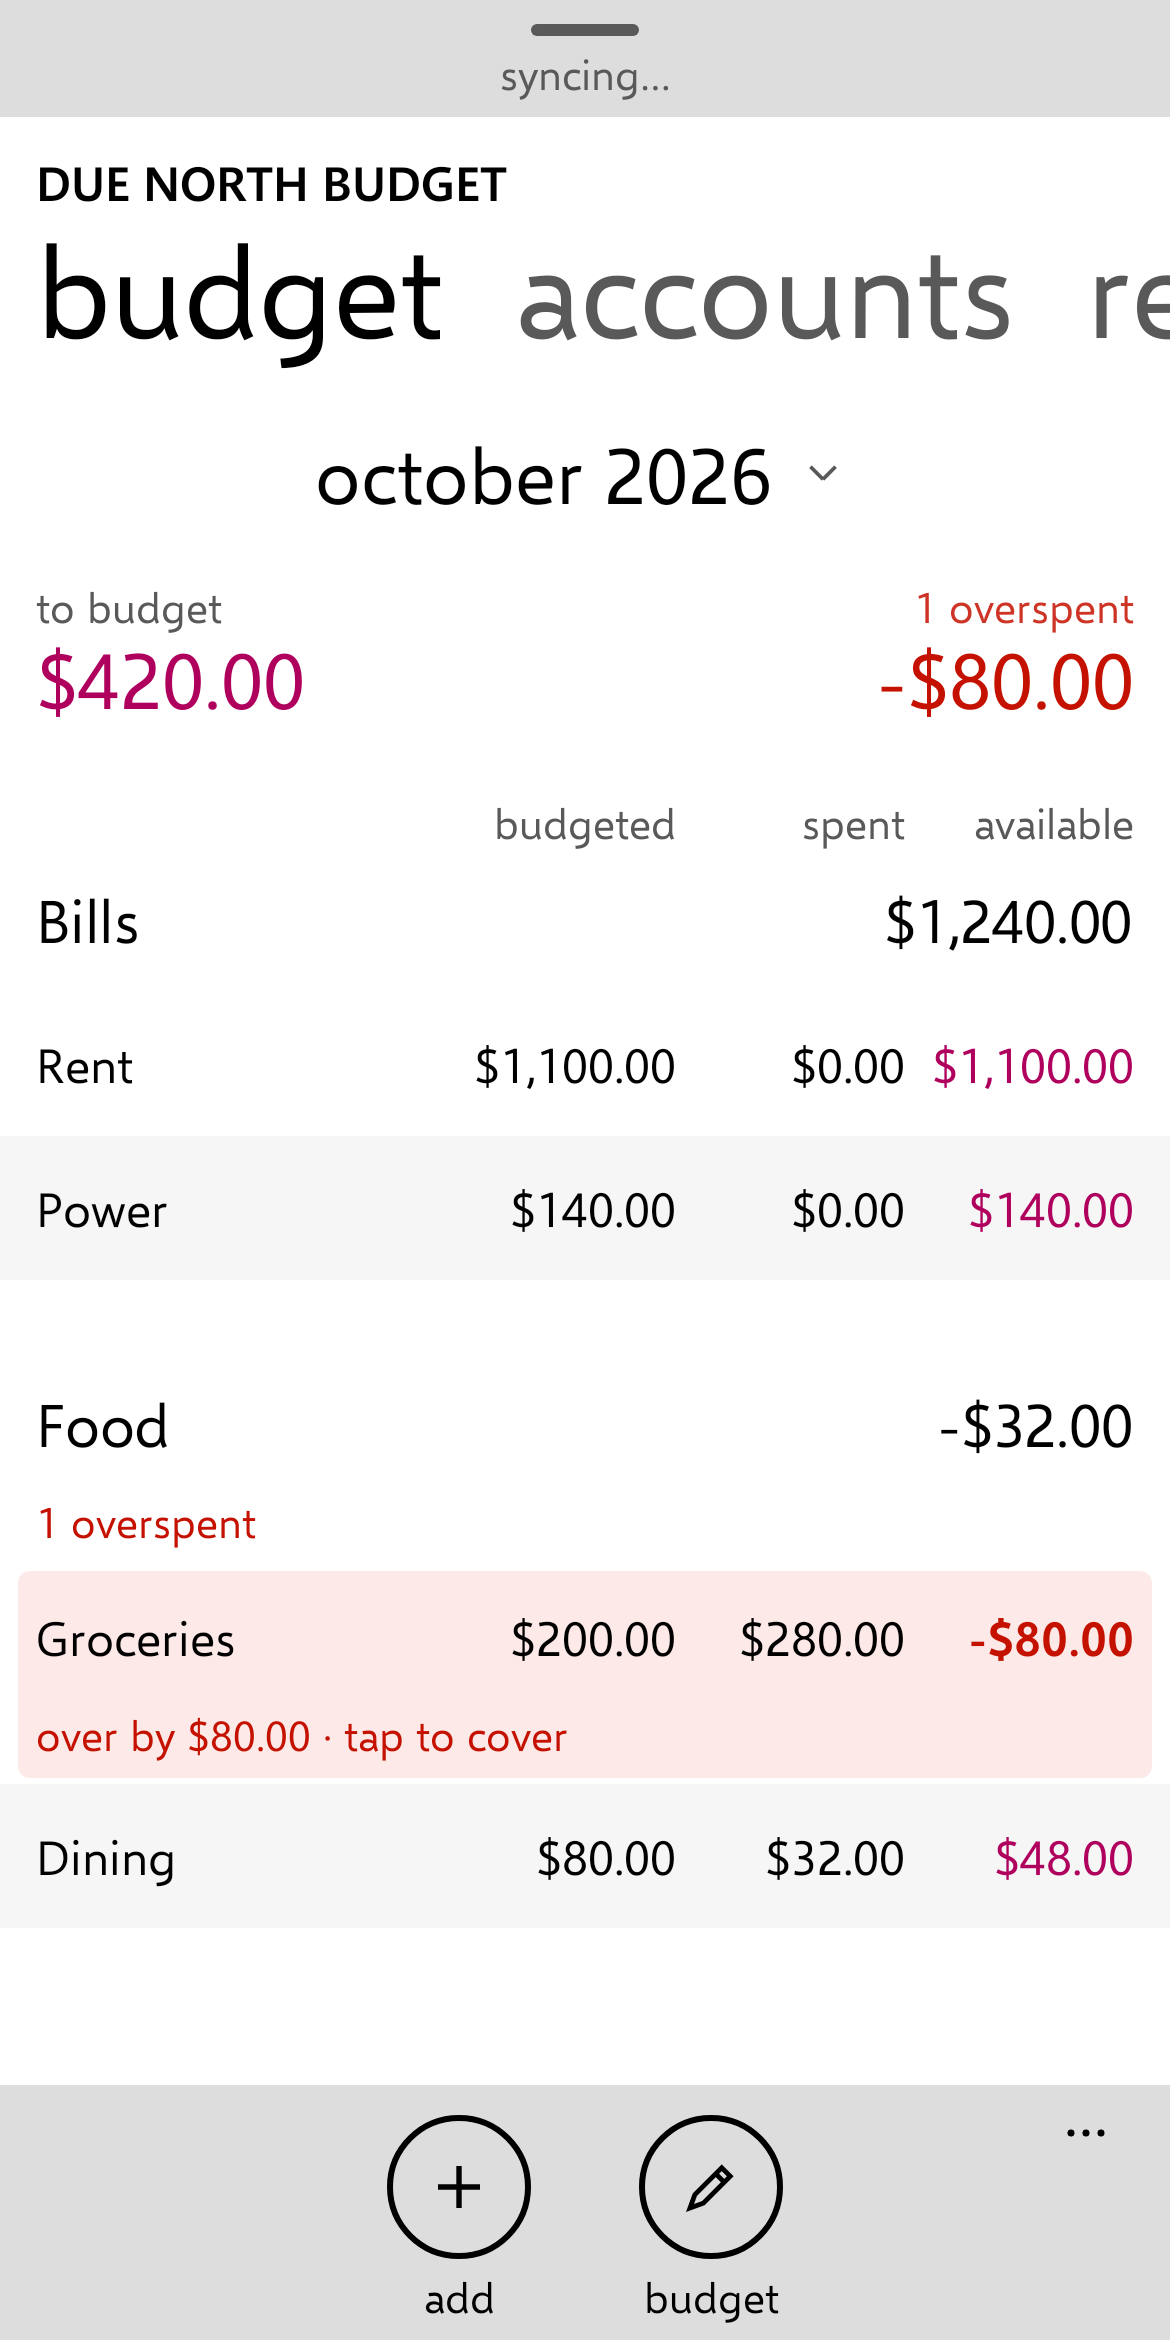 syncing...
DUE NORTH BUDGET
budget accounts re
october 2026
to budget 1 overspent
$420.00 -$80.00
budgeted spent available
Bills $1,240.00
Rent $1,100.00 $0.00 $1,100.00
Power $140.00 $0.00 $140.00
Food -$32.00
1 overspent
Groceries $200.00 $280.00 -$80.00
over by $80.00 · tap to cover
Dining $80.00 $32.00 $48.00
...
add budget